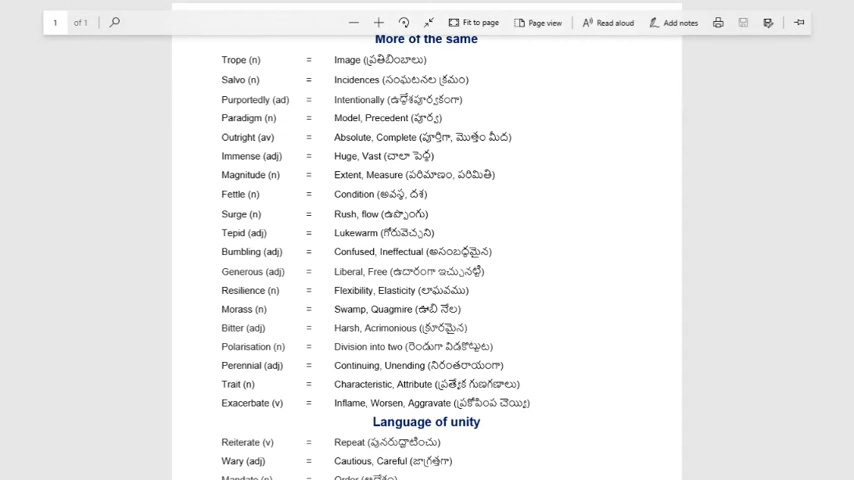 1 of 1 Fit to page Page view Read aloud Add notes
More of the same
Trope (n) = Image (ప్రతిబింబాలు)
Salvo (n) = Incidences (సంఘటనల క్రమం)
Purportedly (ad) = Intentionally (ఉద్దేశపూర్వకంగా)
Paradigm (n) = Model, Precedent (పూర్వ)
Outright (av) = Absolute, Complete (పూర్తిగా, మొత్తం మీద)
Immense (adj) = Huge, Vast (చాలా పెద్ద)
Magnitude (n) = Extent, Measure (పరిమాణం, పరిమితి)
Fettle (n) = Condition (అవస్థ, దశ)
Surge (n) = Rush, flow (ఉప్పొంగు)
Tepid (adj) = Lukewarm (గోరువెచ్చని)
Bumbling (adj) = Confused, Ineffectual (అసంబద్ధమైన)
Generous (adj) = Liberal, Free (ఉదారంగా ఇచ్చునట్టి)
Resilience (n) = Flexibility, Elasticity (లాఘవము)
Morass (n) = Swamp, Quagmire (ఊబి నేల)
Bitter (adj) = Harsh, Acrimonious (క్రూరమైన)
Polarisation (n) = Division into two (రెండుగా విడకొట్టుట)
Perennial (adj) = Continuing, Unending (నిరంతరాయంగా)
Trait (n) = Characteristic, Attribute (ప్రత్యేక గుణగణాలు)
Exacerbate (v) = Inflame, Worsen, Aggravate (ప్రకోపింప చెయ్యి)
Language of unity
Reiterate (v) = Repeat (పునరుద్ఘాటించు)
Wary (adj) = Cautious, Careful (జాగ్రత్తగా)
Mandate (n) = Order (ఆదేశం)